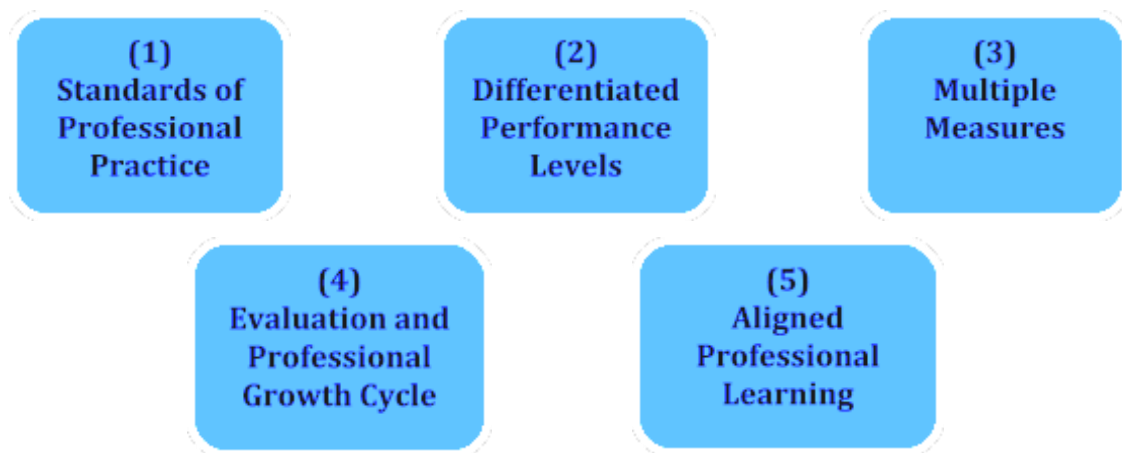 (1)
Standards of
Professional
Practice
(2)
Differentiated
Performance
Levels
(3)
Multiple
Measures
(4)
Evaluation and
Professional
Growth Cycle
(5)
Aligned
Professional
Learning